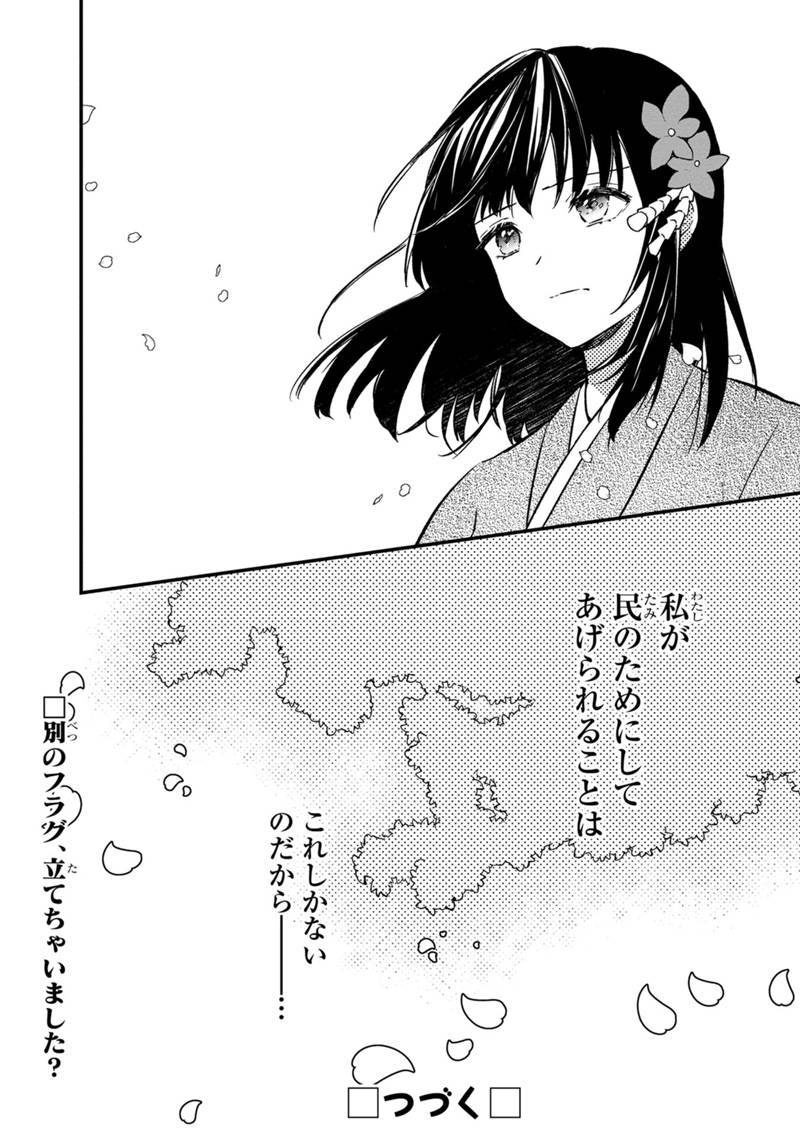 私が
民のためにして
あげられることは
これしかない
のだから――…
□別のフラグ、立てちゃいました？
□つづく□